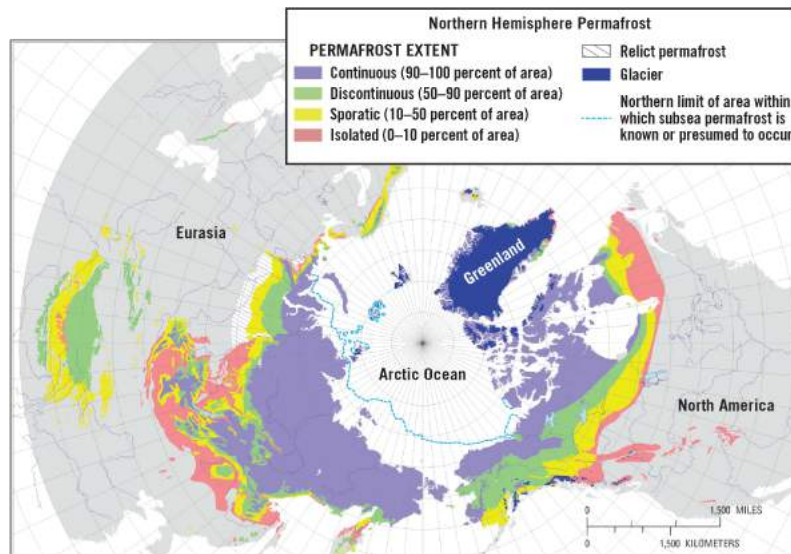 Northern Hemisphere Permafrost
PERMAFROST EXTENT
Continuous (90–100 percent of area)
Discontinuous (50–90 percent of area)
Sporatic (10–50 percent of area)
Isolated (0–10 percent of area)
Relict permafrost
Glacier
Northern limit of area within
which subsea permafrost is
known or presumed to occur
Eurasia
Greenland
Arctic Ocean
North America
0 1,500 MILES
0 1,500 KILOMETERS